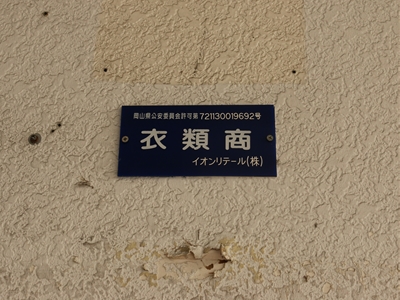 岡山県公安委員会許可第721130019692号
衣類商
イオンリテール(株)